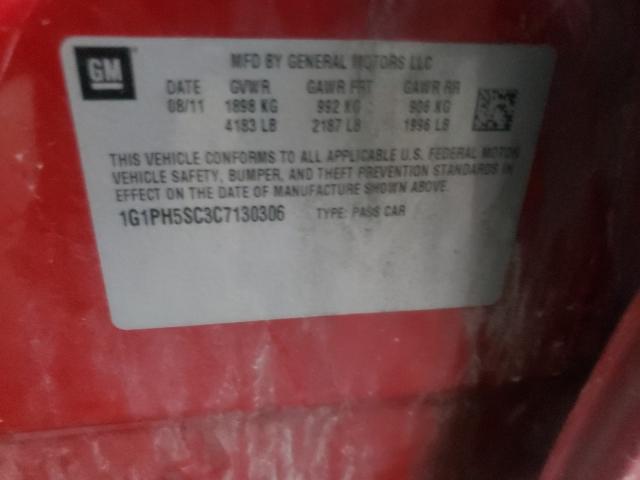 GM
MFD BY GENERAL MOTORS LLC
DATE GVWR GAWR FRT GAWR RR
08/11 1898 KG 992 KG 906 KG
4183 LB 2187 LB 1996 LB
THIS VEHICLE CONFORMS TO ALL APPLICABLE U.S. FEDERAL MOTOR
VEHICLE SAFETY, BUMPER, AND THEFT PREVENTION STANDARDS IN
EFFECT ON THE DATE OF MANUFACTURE SHOWN ABOVE.
1G1PH5SC3C7130306 TYPE: PASS CAR